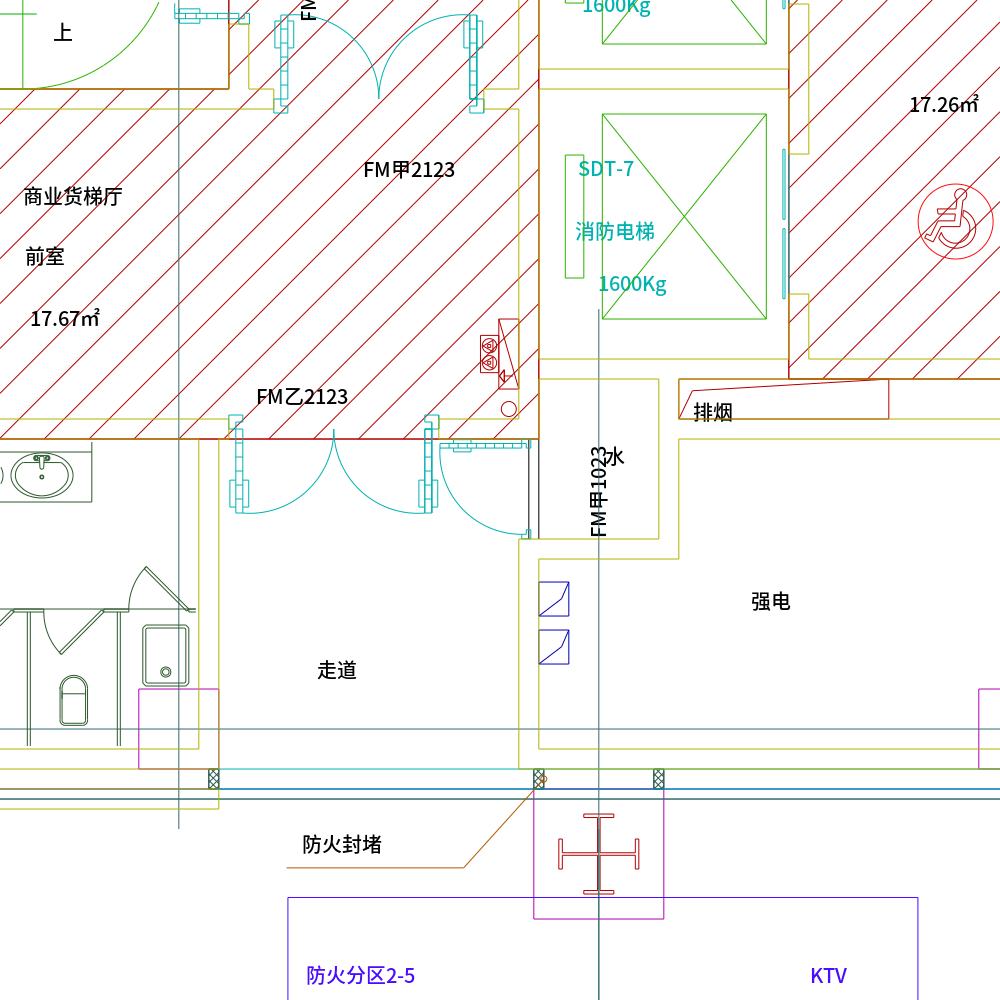 1600Kg
上
FM
17.26㎡
FM甲2123
SDT-7
商业货梯厅
消防电梯
前室
1600Kg
17.67㎡
FM乙2123
排烟
水
FM甲1023
强电
走道
防火封堵
防火分区2-5
KTV